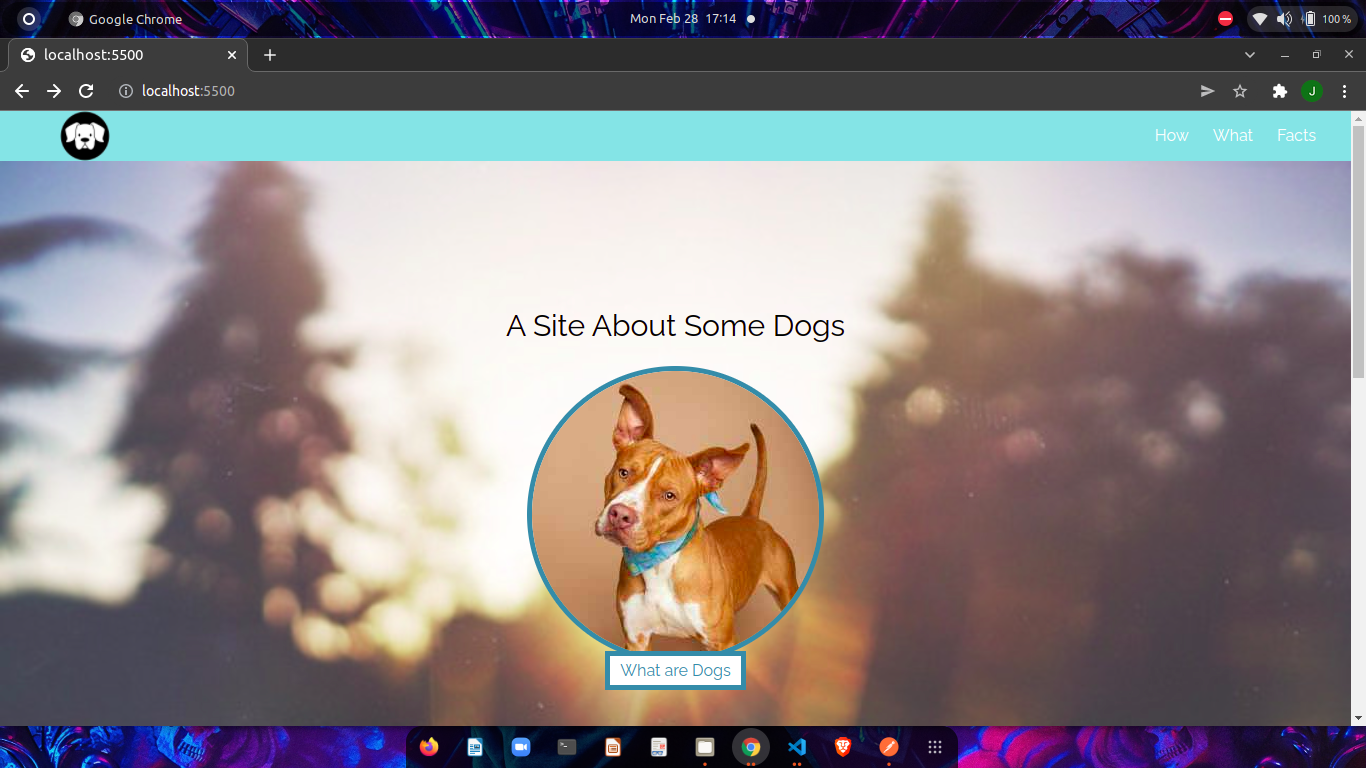 Google Chrome
Mon Feb 28 17:14
100 %
localhost:5500
localhost:5500
J
How What Facts
A Site About Some Dogs
What are Dogs